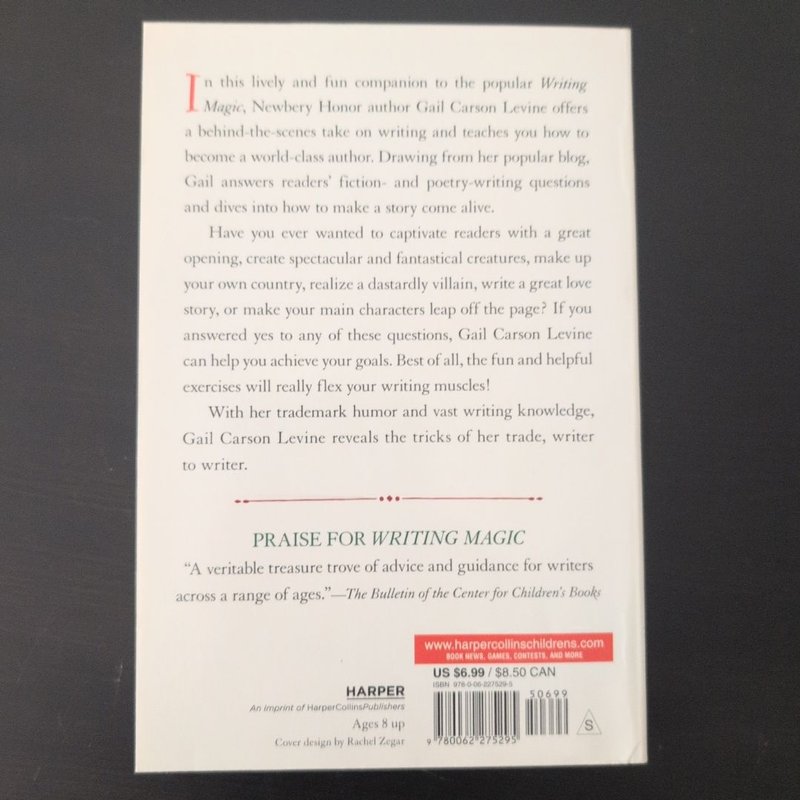 In this lively and fun companion to the popular Writing
Magic, Newbery Honor author Gail Carson Levine offers
a behind-the-scenes take on writing and teaches you how to
become a world-class author. Drawing from her popular blog,
Gail answers readers' fiction- and poetry-writing questions
and dives into how to make a story come alive.
Have you ever wanted to captivate readers with a great
opening, create spectacular and fantastical creatures, make up
your own country, realize a dastardly villain, write a great love
story, or make your main characters leap off the page? If you
answered yes to any of these questions, Gail Carson Levine
can help you achieve your goals. Best of all, the fun and helpful
exercises will really flex your writing muscles!
With her trademark humor and vast writing knowledge,
Gail Carson Levine reveals the tricks of her trade, writer
to writer.
PRAISE FOR WRITING MAGIC
“A veritable treasure trove of advice and guidance for writers
across a range of ages.”—The Bulletin of the Center for Children's Books
www.harpercollinschildrens.com
BOOK NEWS, GAMES, CONTESTS, AND MORE
US $6.99 / $8.50 CAN
ISBN 978-0-06-227529-5
50699
HARPER
An Imprint of HarperCollinsPublishers
Ages 8 up
Cover design by Rachel Zegar
9 780062 275295
S